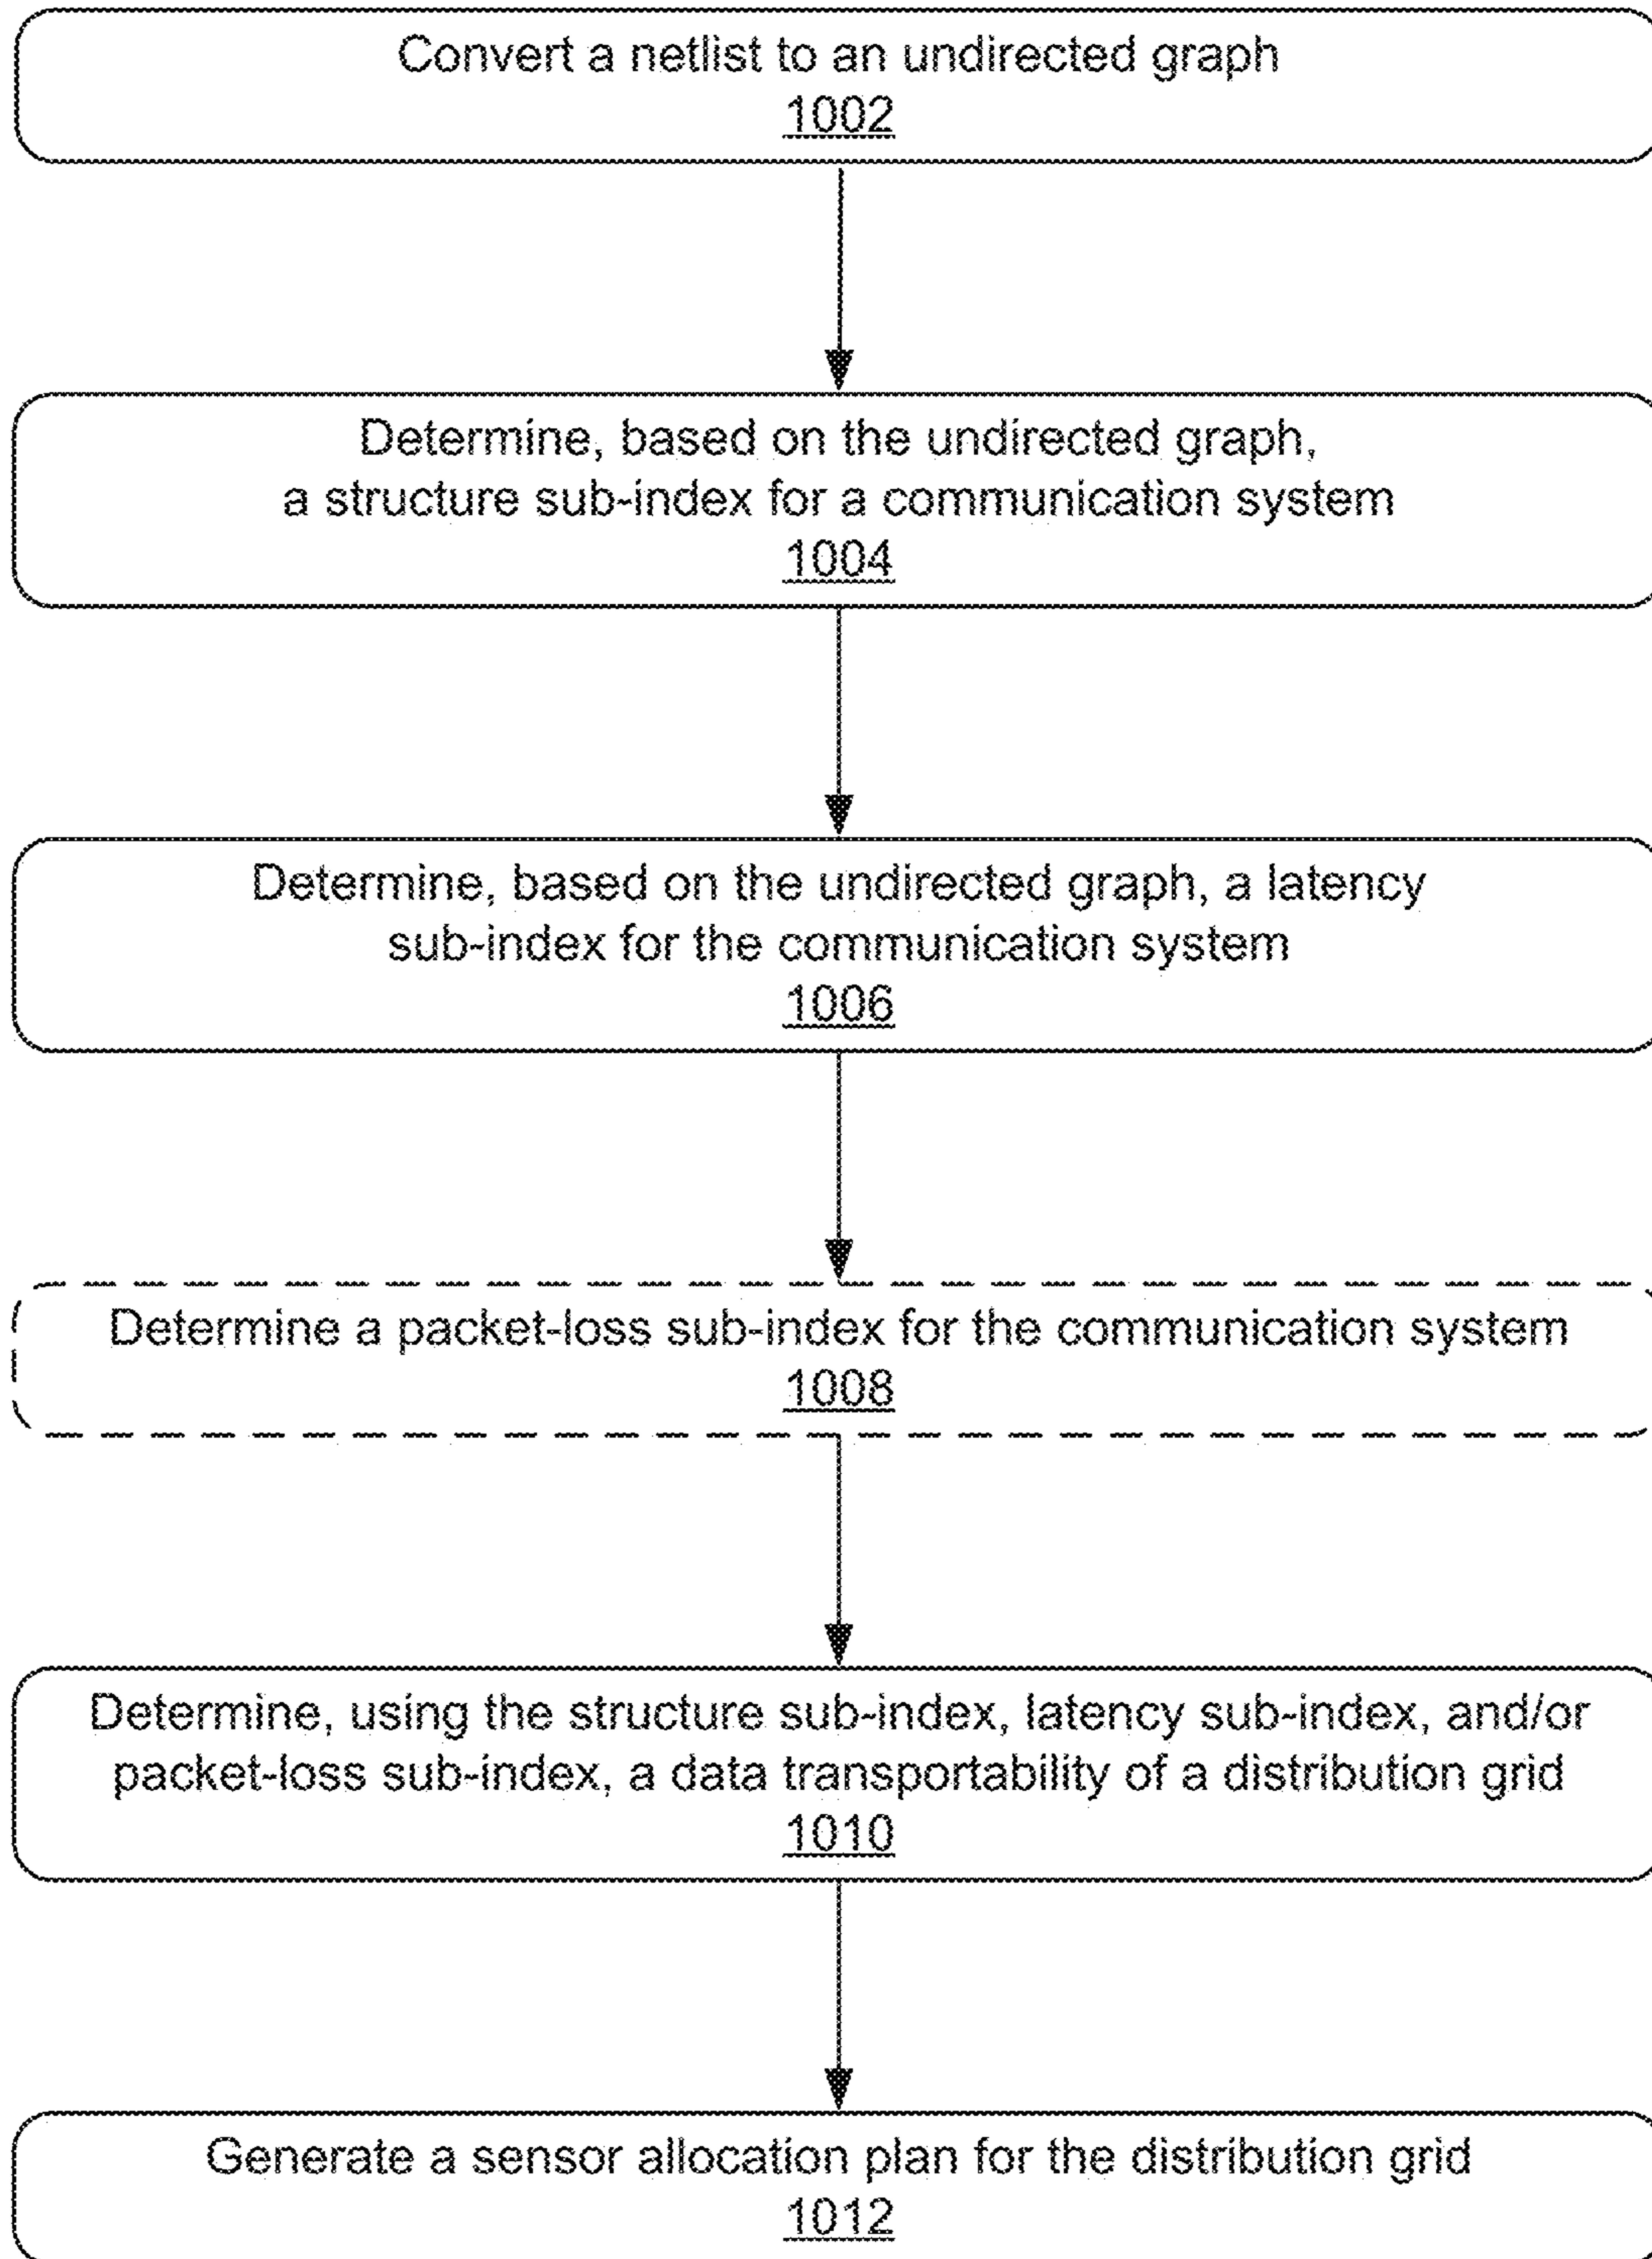 Convert a netlist to an undirected graph
1002
Determine, based on the undirected graph,
a structure sub-index for a communication system
1004
Determine, based on the undirected graph, a latency
sub-index for the communication system
1006
Determine a packet-loss sub-index for the communication system
1008
Determine, using the structure sub-index, latency sub-index, and/or
packet-loss sub-index, a data transportability of a distribution grid
1010
Generate a sensor allocation plan for the distribution grid
1012